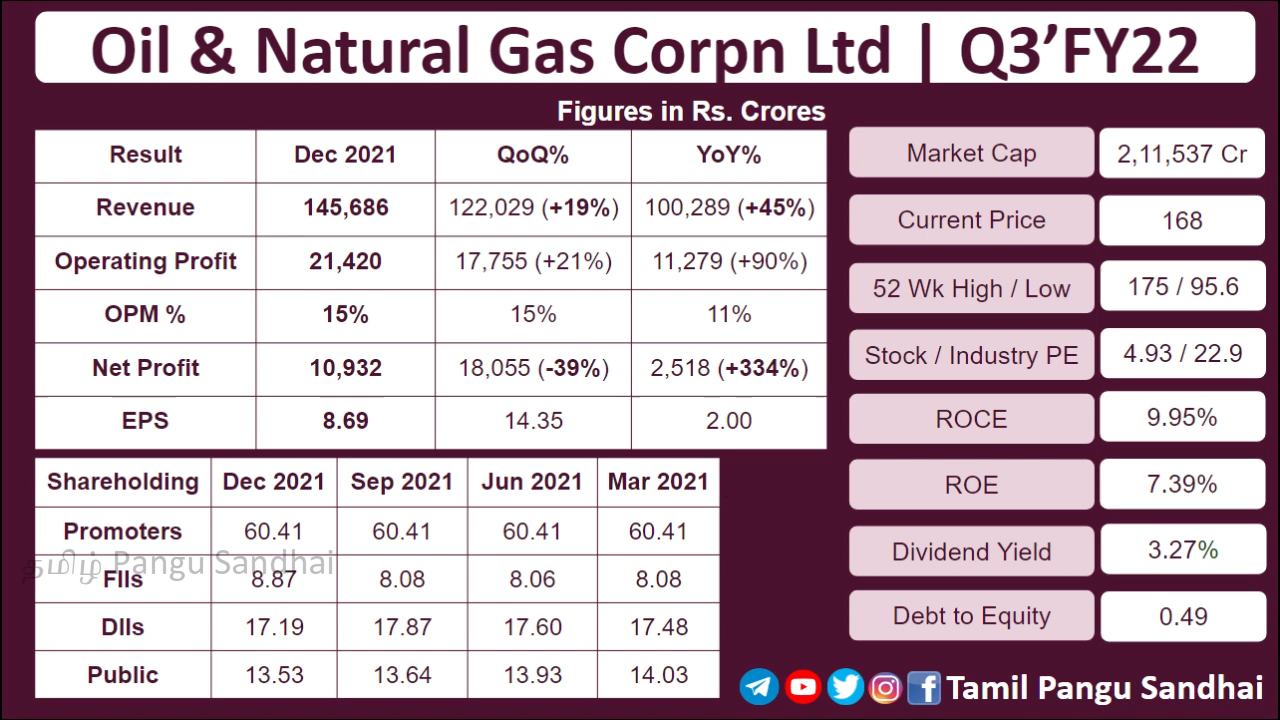 Oil & Natural Gas Corpn Ltd | Q3’FY22
Figures in Rs. Crores
Result Dec 2021 QoQ% YoY%
Revenue 145,686 122,029 (+19%) 100,289 (+45%)
Operating Profit 21,420 17,755 (+21%) 11,279 (+90%)
OPM % 15% 15% 11%
Net Profit 10,932 18,055 (-39%) 2,518 (+334%)
EPS 8.69 14.35 2.00
Shareholding Dec 2021 Sep 2021 Jun 2021 Mar 2021
Promoters 60.41 60.41 60.41 60.41
தமிழ் Pangu Sandhai
FIIs 8.87 8.08 8.06 8.08
DIIs 17.19 17.87 17.60 17.48
Public 13.53 13.64 13.93 14.03
Market Cap 2,11,537 Cr
Current Price 168
52 Wk High / Low 175 / 95.6
Stock / Industry PE 4.93 / 22.9
ROCE 9.95%
ROE 7.39%
Dividend Yield 3.27%
Debt to Equity 0.49
Tamil Pangu Sandhai